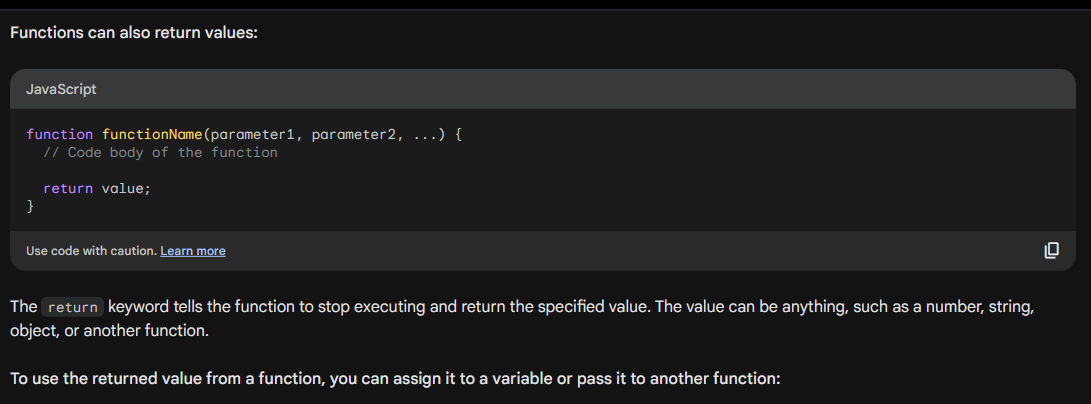 Functions can also return values:
JavaScript
function functionName(parameter1, parameter2, ...) {
  // Code body of the function
  return value;
}
Use code with caution. Learn more
The return keyword tells the function to stop executing and return the specified value. The value can be anything, such as a number, string,
object, or another function.
To use the returned value from a function, you can assign it to a variable or pass it to another function: